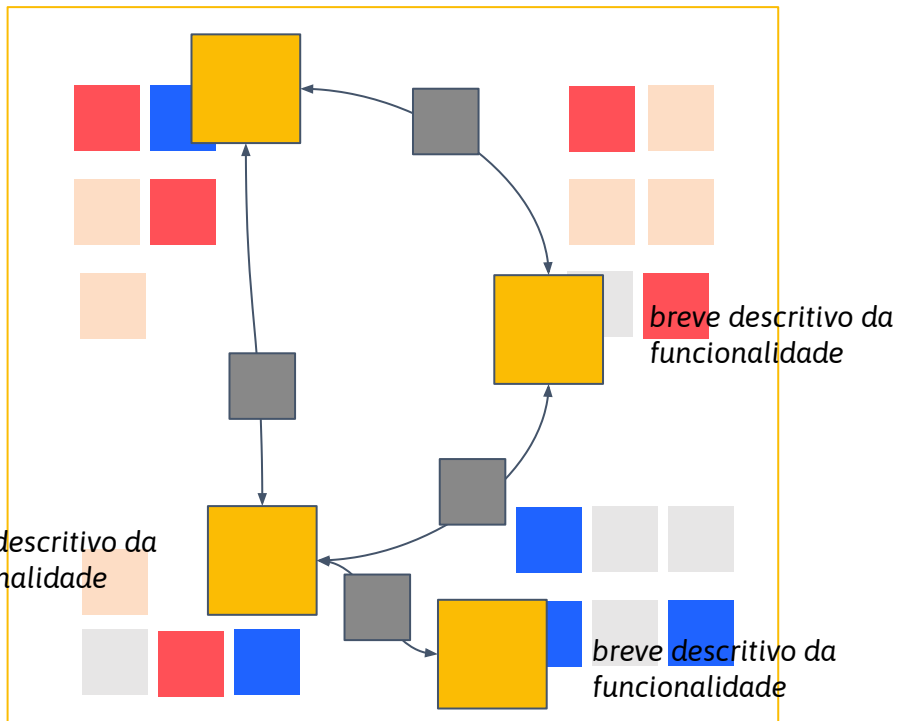 breve descritivo da
funcionalidade
descritivo da
nalidade
breve descritivo da
funcionalidade